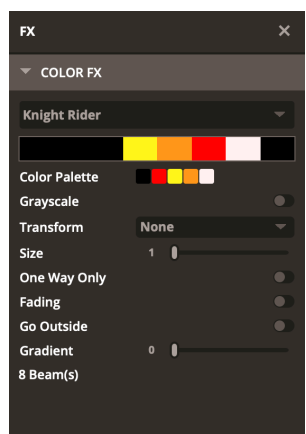 FX
COLOR FX
Knight Rider
Color Palette
Grayscale
Transform None
Size 1
One Way Only
Fading
Go Outside
Gradient 0
8 Beam(s)